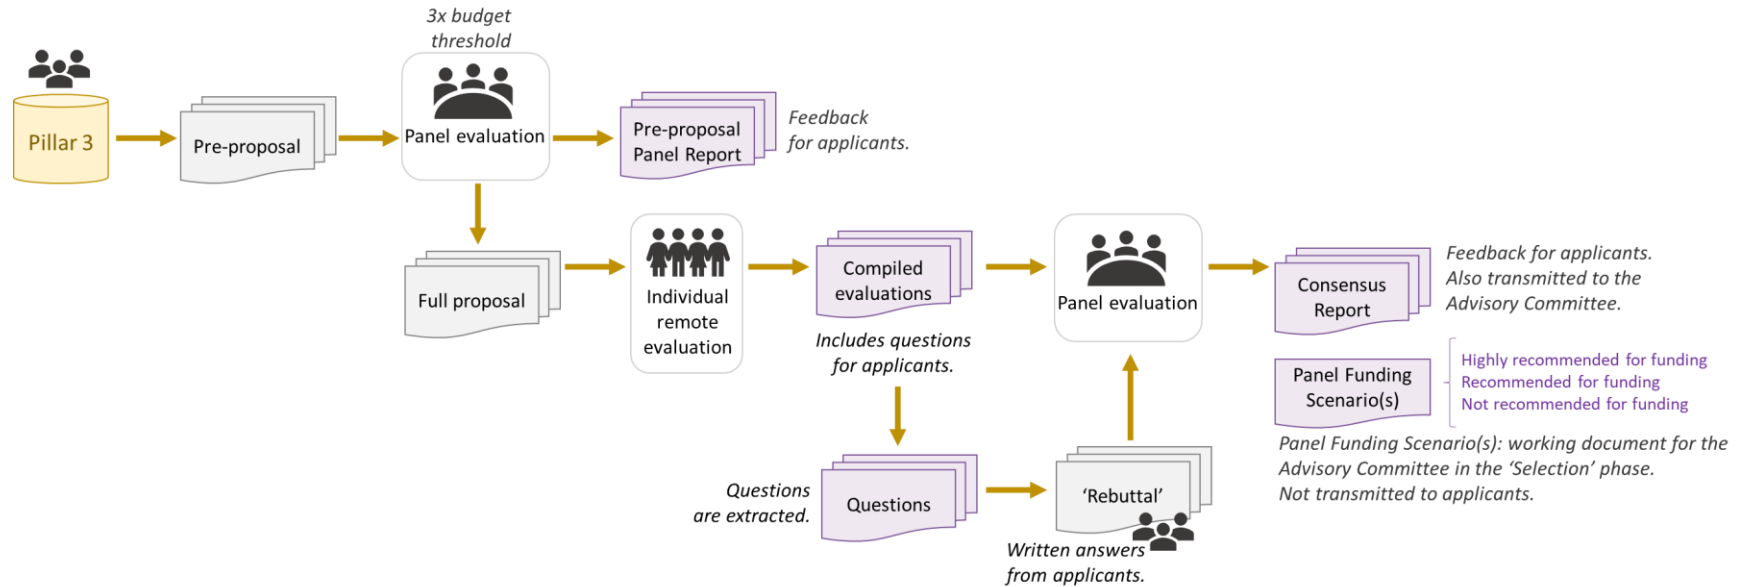 3x budget
threshold
Pillar 3
Pre-proposal
Panel evaluation
Pre-proposal
Panel Report
Feedback
for applicants.
Full proposal
Individual
remote
evaluation
Compiled
evaluations
Includes questions
for applicants.
Questions
are extracted.
Questions
‘Rebuttal’
Written answers
from applicants.
Panel evaluation
Consensus
Report
Feedback for applicants.
Also transmitted to the
Advisory Committee.
Panel Funding
Scenario(s)
Highly recommended for funding
Recommended for funding
Not recommended for funding
Panel Funding Scenario(s): working document for the
Advisory Committee in the ‘Selection’ phase.
Not transmitted to applicants.